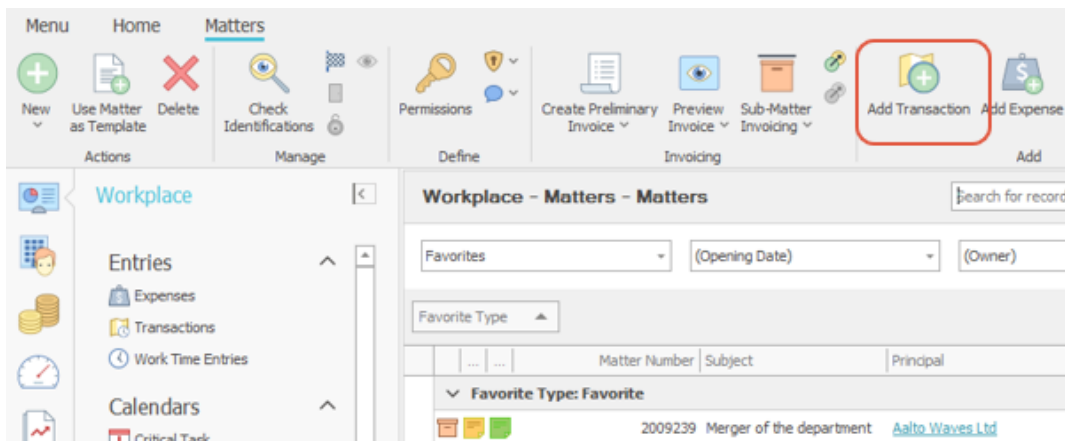 Menu Home Matters
New Use Matter as Template Delete Check Identifications Permissions Create Preliminary Invoice Preview Invoice Sub-Matter Invoicing Add Transaction Add Expense
Actions Manage Define Invoicing Add
Workplace
Entries
Expenses
Transactions
Work Time Entries
Calendars
Critical Task
Workplace - Matters - Matters
Search for record
Favorites (Opening Date) (Owner)
Favorite Type
... ... Matter Number Subject Principal
Favorite Type: Favorite
2009239 Merger of the department Aalto Waves Ltd